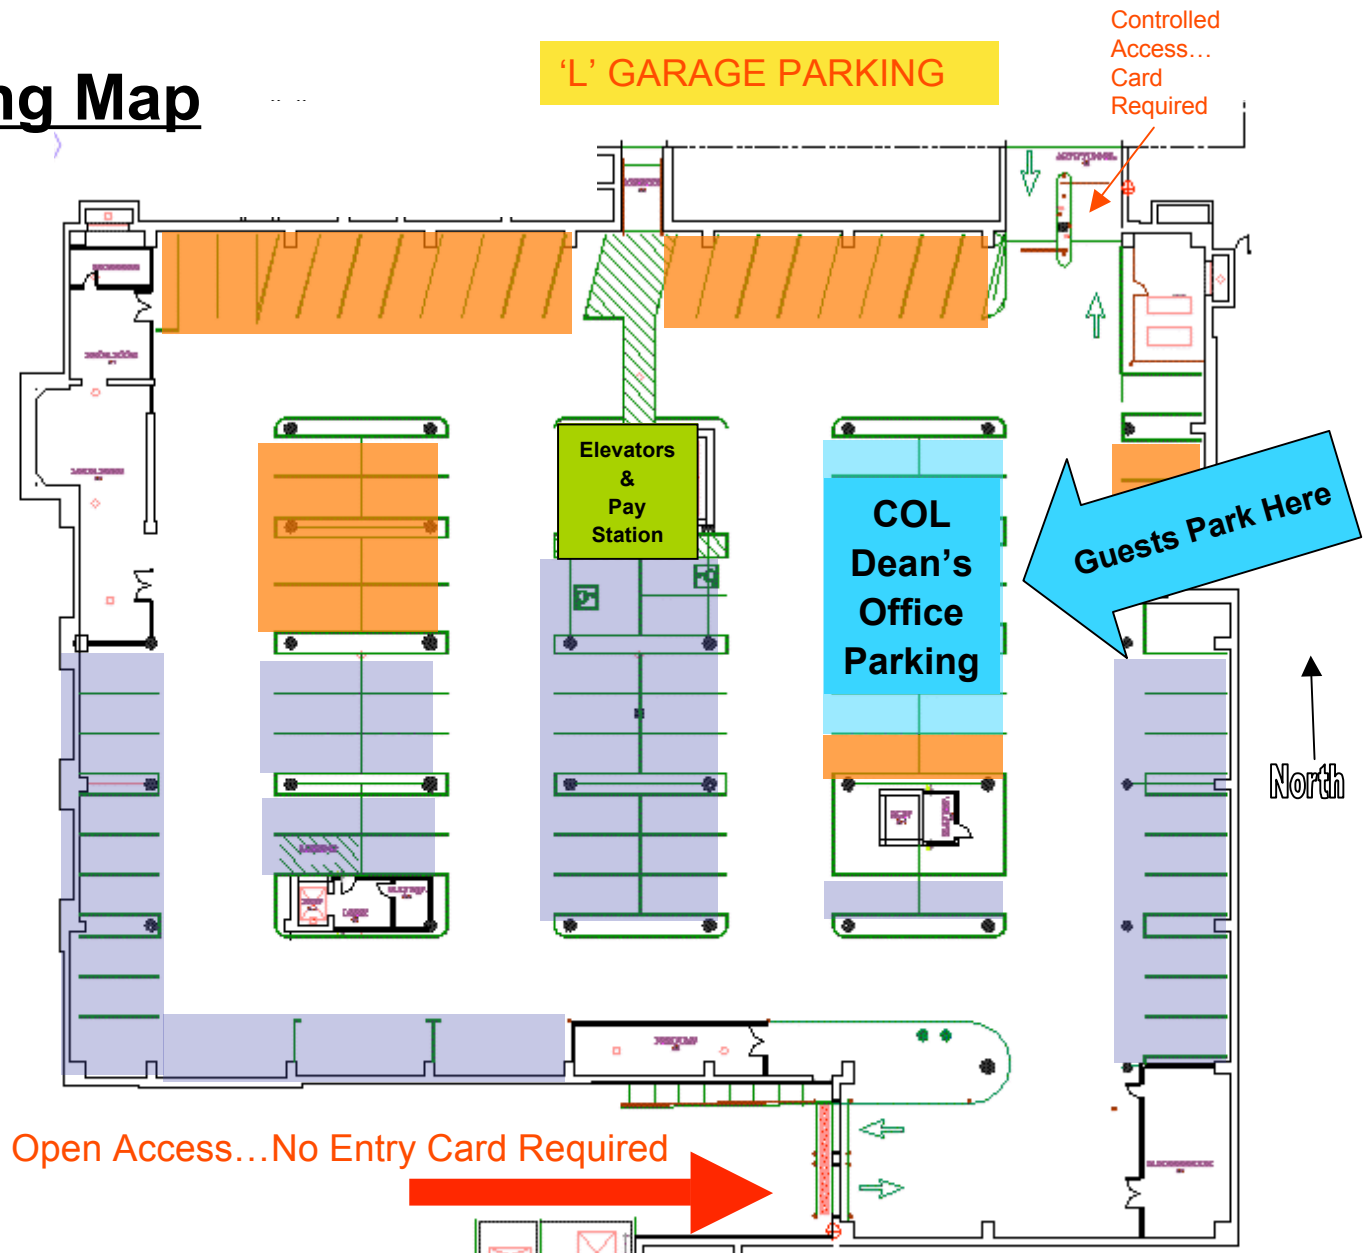 Controlled
Access…
Card
Required
‘L’ GARAGE PARKING
ng Map
Elevators
&
Pay
Station
COL
Dean’s
Office
Parking
Guests Park Here
North
Open Access…No Entry Card Required